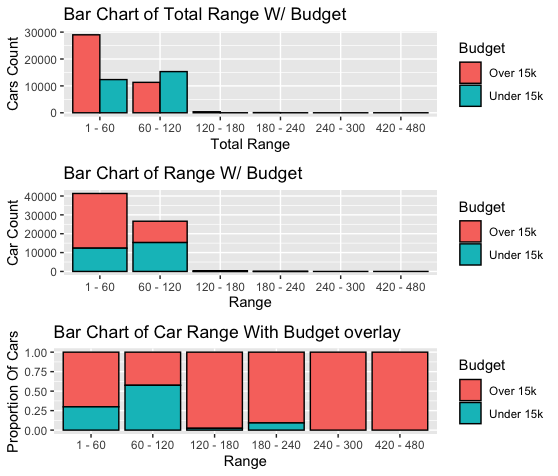 Bar Chart of Total Range W/ Budget
Cars Count
30000
20000
10000
0
1 - 60 60 - 120 120 - 180 180 - 240 240 - 300 420 - 480
Total Range
Budget
Over 15k
Under 15k
Bar Chart of Range W/ Budget
Car Count
40000
30000
20000
10000
0
1 - 60 60 - 120 120 - 180 180 - 240 240 - 300 420 - 480
Range
Budget
Over 15k
Under 15k
Bar Chart of Car Range With Budget overlay
Proportion Of Cars
1.00
0.75
0.50
0.25
0.00
1 - 60 60 - 120 120 - 180 180 - 240 240 - 300 420 - 480
Range
Budget
Over 15k
Under 15k